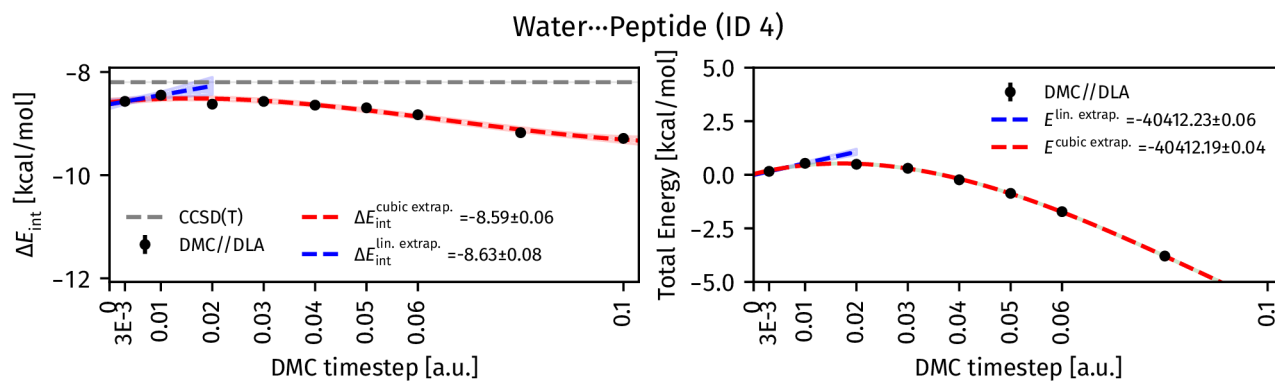 Water···Peptide (ID 4)
ΔE_int [kcal/mol]
−8
−10
−12
CCSD(T)
DMC//DLA
ΔE_int^cubic extrap. =-8.59±0.06
ΔE_int^lin. extrap. =-8.63±0.08
0
3E-3
0.01
0.02
0.03
0.04
0.05
0.06
0.1
DMC timestep [a.u.]
Total Energy [kcal/mol]
5.0
2.5
0.0
−2.5
−5.0
DMC//DLA
E^lin. extrap. =-40412.23±0.06
E^cubic extrap. =-40412.19±0.04
0
3E-3
0.01
0.02
0.03
0.04
0.05
0.06
0.1
DMC timestep [a.u.]